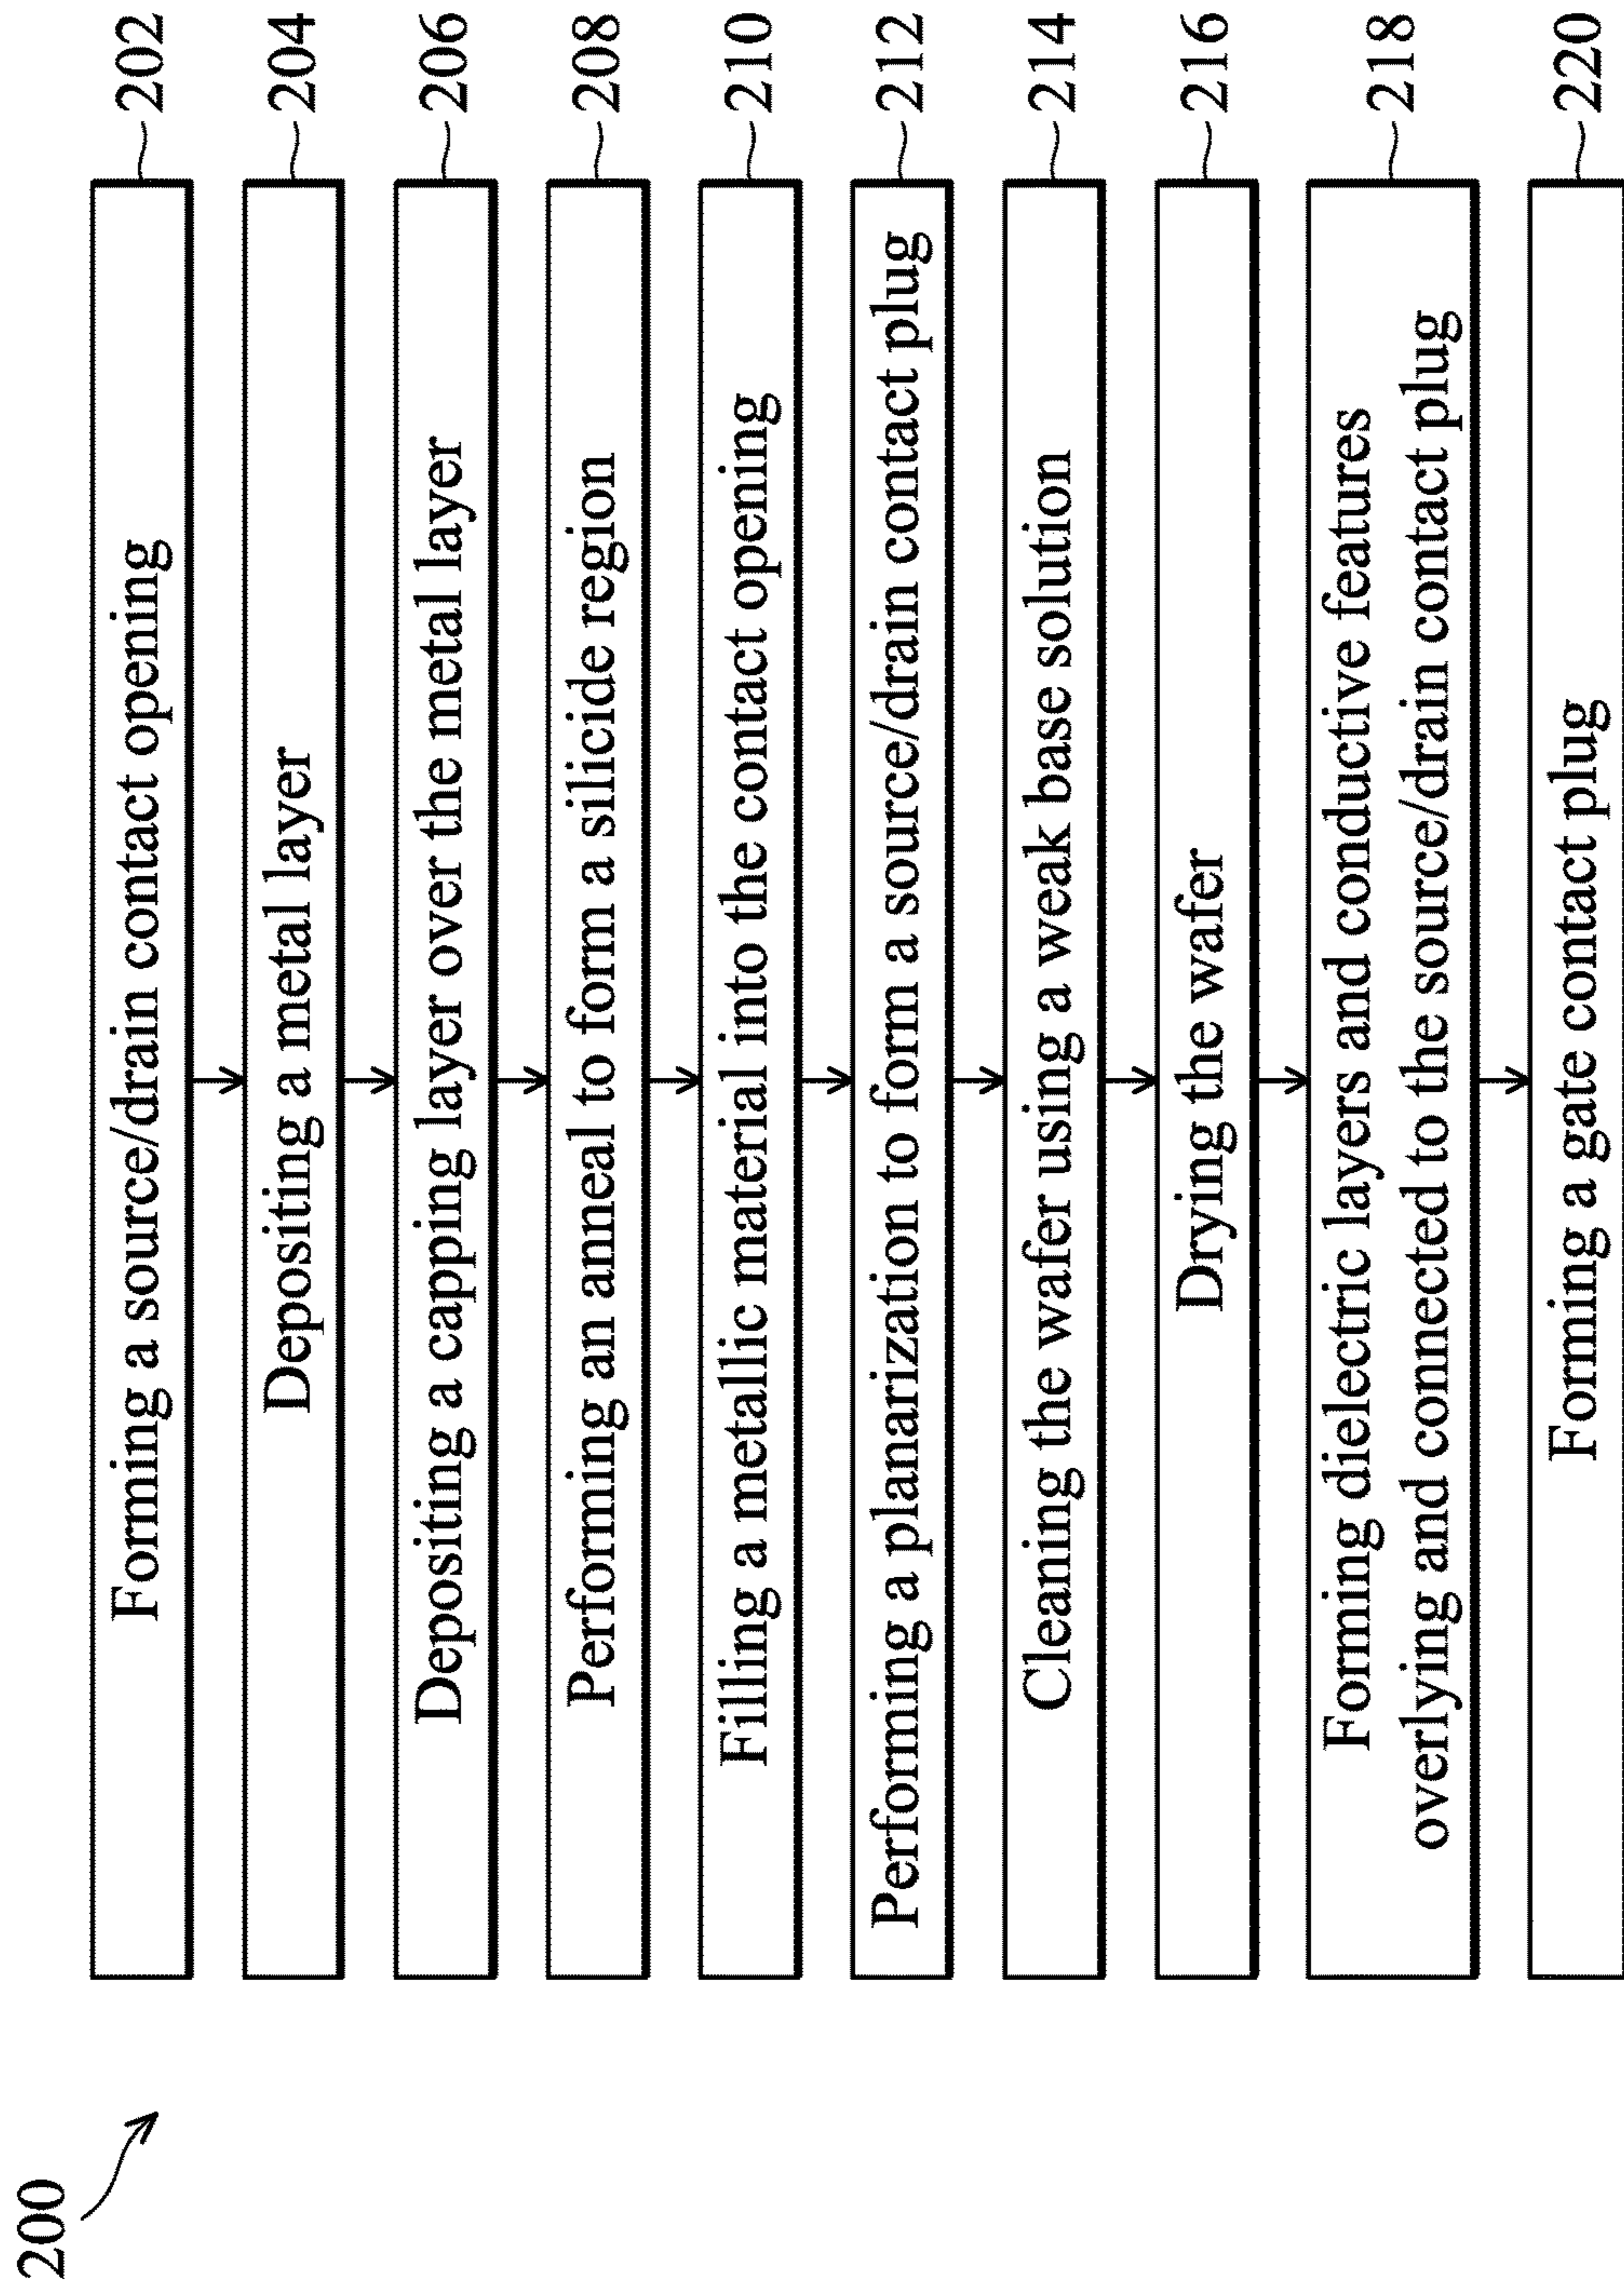 200
Forming a source/drain contact opening
202
Depositing a metal layer
204
Depositing a capping layer over the metal layer
206
Performing an anneal to form a silicide region
208
Filling a metallic material into the contact opening
210
Performing a planarization to form a source/drain contact plug
212
Cleaning the wafer using a weak base solution
214
Drying the wafer
216
Forming dielectric layers and conductive features
overlying and connected to the source/drain contact plug
218
Forming a gate contact plug
220